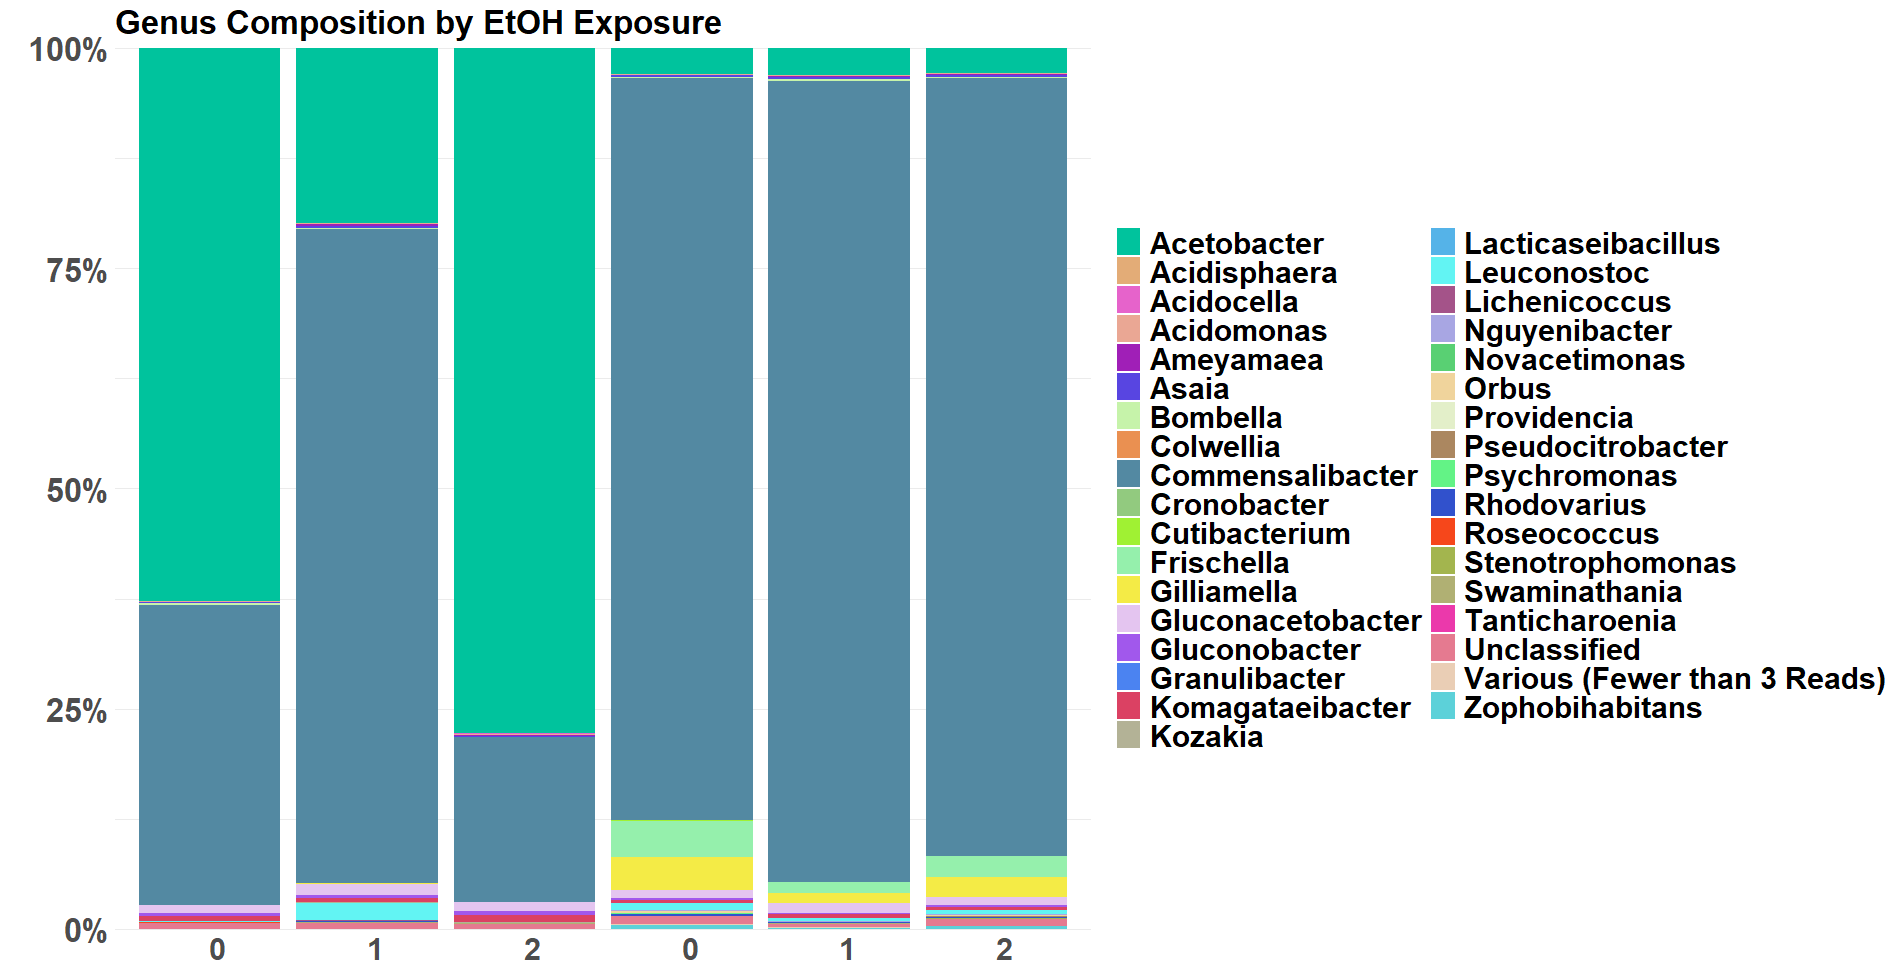 Genus Composition by EtOH Exposure
100%
75%
50%
25%
0%
0 1 2 0 1 2
Acetobacter
Acidisphaera
Acidocella
Acidomonas
Ameyamaea
Asaia
Bombella
Colwellia
Commensalibacter
Cronobacter
Cutibacterium
Frischella
Gilliamella
Gluconacetobacter
Gluconobacter
Granulibacter
Komagataeibacter
Kozakia
Lacticaseibacillus
Leuconostoc
Lichenicoccus
Nguyenibacter
Novacetimonas
Orbus
Providencia
Pseudocitrobacter
Psychromonas
Rhodovarius
Roseococcus
Stenotrophomonas
Swaminathania
Tanticharoenia
Unclassified
Various (Fewer than 3 Reads)
Zophobihabitans